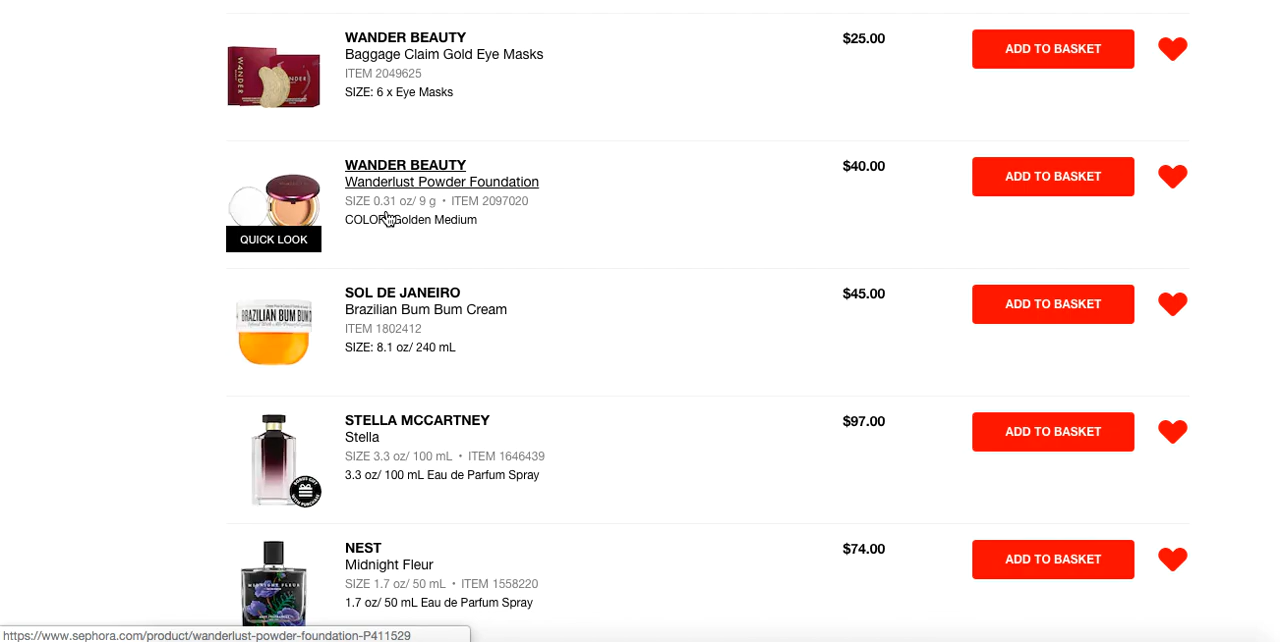 WANDER BEAUTY
Baggage Claim Gold Eye Masks
ITEM 2049625
SIZE: 6 x Eye Masks
$25.00
ADD TO BASKET
WANDER
WANDER BEAUTY
Wanderlust Powder Foundation
SIZE 0.31 oz/ 9 g • ITEM 2097020
COLOR: Golden Medium
QUICK LOOK
$40.00
ADD TO BASKET
SOL DE JANEIRO
Brazilian Bum Bum Cream
ITEM 1802412
SIZE: 8.1 oz/ 240 mL
BRAZILIAN BUM BUM
$45.00
ADD TO BASKET
STELLA MCCARTNEY
Stella
SIZE 3.3 oz/ 100 mL • ITEM 1646439
3.3 oz/ 100 mL Eau de Parfum Spray
$97.00
ADD TO BASKET
NEST
Midnight Fleur
SIZE 1.7 oz/ 50 mL • ITEM 1558220
1.7 oz/ 50 mL Eau de Parfum Spray
MIDNIGHT FLEUR
$74.00
ADD TO BASKET
https://www.sephora.com/product/wanderlust-powder-foundation-P411529